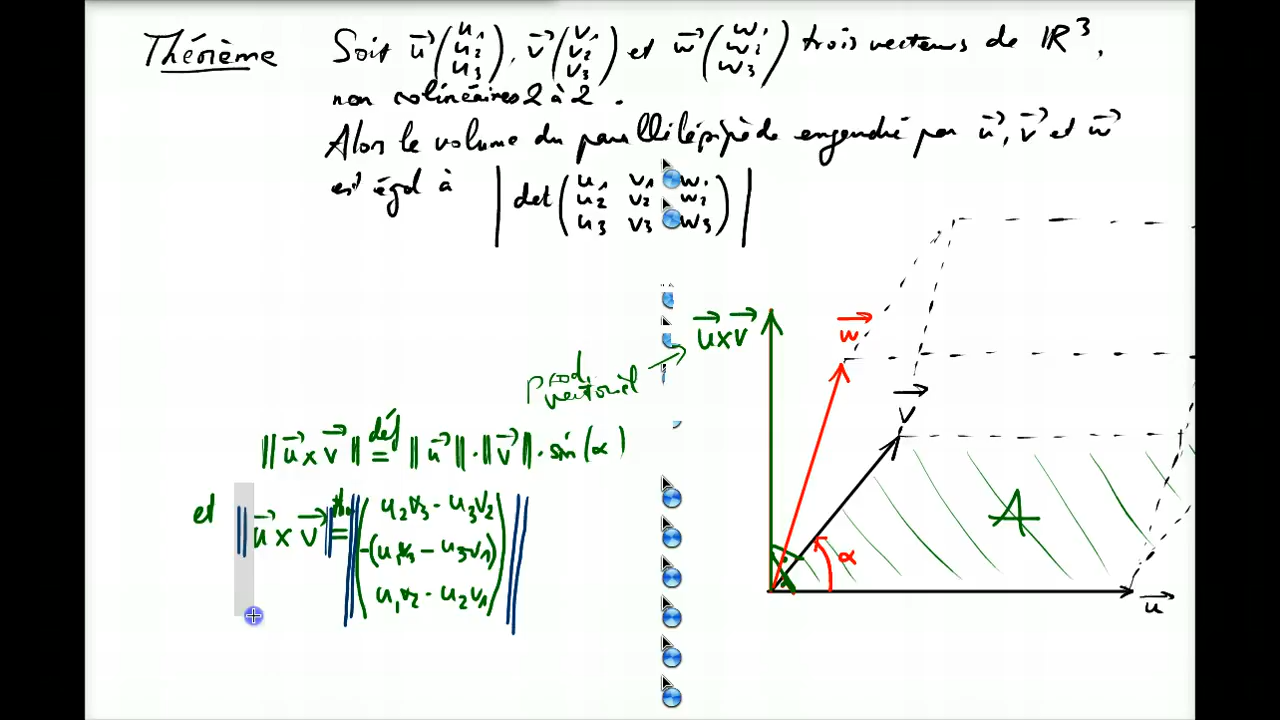 Théorème Soit u⃗ (u₁ u₂ u₃), v⃗ (v₁ v₂ v₃) et w⃗ (w₁ w₂ w₃) trois vecteurs de ℝ³,
non colinéaires 2 à 2.
Alors le volume du parallélépipède engendré par u⃗, v⃗ et w⃗
est égal à | det ( u₁ v₁ w₁
u₂ v₂ w₂
u₃ v₃ w₃ ) |
u⃗×v⃗
w⃗
prod.
vectoriel
v⃗
‖u⃗×v⃗‖ déf = ‖u⃗‖·‖v⃗‖·sin(α)
et ‖u⃗×v⃗‖ = ‖( u₂v₃ - u₃v₂
-(u₁v₃ - u₃v₁)
u₁v₂ - u₂v₁ )‖
A
α
u⃗